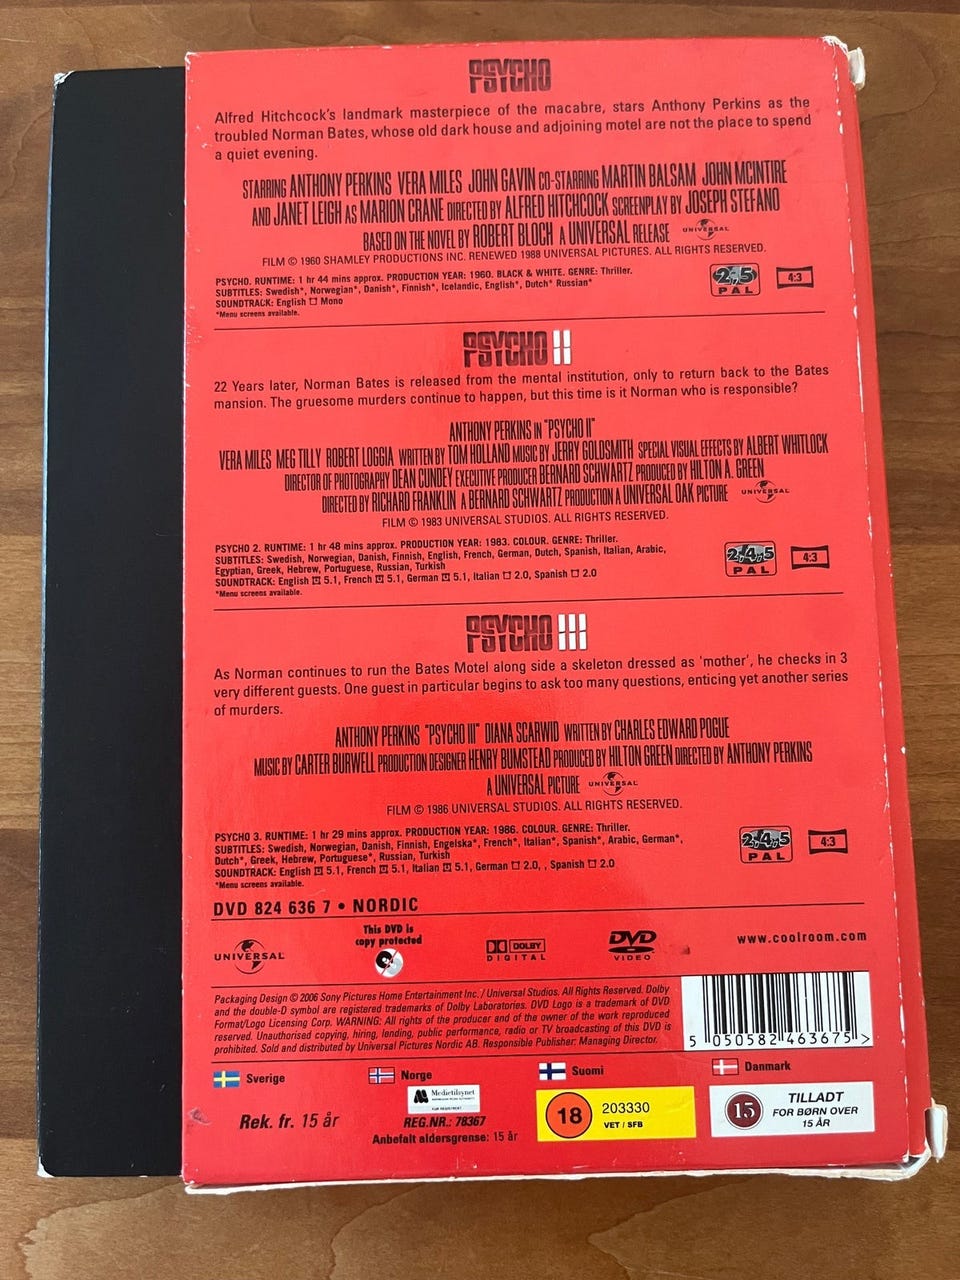 PSYCHO
Alfred Hitchcock's landmark masterpiece of the macabre, stars Anthony Perkins as the
troubled Norman Bates, whose old dark house and adjoining motel are not the place to spend
a quiet evening.
STARRING ANTHONY PERKINS VERA MILES JOHN GAVIN CO-STARRING MARTIN BALSAM JOHN MCINTIRE
AND JANET LEIGH AS MARION CRANE DIRECTED BY ALFRED HITCHCOCK SCREENPLAY BY JOSEPH STEFANO
BASED ON THE NOVEL BY ROBERT BLOCH A UNIVERSAL RELEASE UNIVERSAL
FILM © 1960 SHAMLEY PRODUCTIONS INC. RENEWED 1988 UNIVERSAL PICTURES. ALL RIGHTS RESERVED.
PSYCHO. RUNTIME: 1 hr 44 mins approx. PRODUCTION YEAR: 1960. BLACK & WHITE. GENRE: Thriller.
SUBTITLES: Swedish*, Norwegian*, Danish*, Finnish*, Icelandic, English*, Dutch* Russian*
SOUNDTRACK: English Mono
*Menu screens available.
2,5
PAL
4:3
PSYCHO II
22 Years later, Norman Bates is released from the mental institution, only to return back to the Bates
mansion. The gruesome murders continue to happen, but this time is it Norman who is responsible?
ANTHONY PERKINS IN "PSYCHO II"
VERA MILES MEG TILLY ROBERT LOGGIA WRITTEN BY TOM HOLLAND MUSIC BY JERRY GOLDSMITH SPECIAL VISUAL EFFECTS BY ALBERT WHITLOCK
DIRECTOR OF PHOTOGRAPHY DEAN CUNDEY EXECUTIVE PRODUCER BERNARD SCHWARTZ PRODUCED BY HILTON A. GREEN
DIRECTED BY RICHARD FRANKLIN A BERNARD SCHWARTZ PRODUCTION A UNIVERSAL OAK PICTURE UNIVERSAL
FILM © 1983 UNIVERSAL STUDIOS. ALL RIGHTS RESERVED.
PSYCHO 2. RUNTIME: 1 hr 48 mins approx. PRODUCTION YEAR: 1983. COLOUR. GENRE: Thriller.
SUBTITLES: Swedish, Norwegian, Danish, Finnish, English, French, German, Dutch, Spanish, Italian, Arabic,
Egyptian, Greek, Hebrew, Portuguese, Russian, Turkish
SOUNDTRACK: English 5.1, French 5.1, German 5.1, Italian 2.0, Spanish 2.0
*Menu screens available.
2,4,5
PAL
4:3
PSYCHO III
As Norman continues to run the Bates Motel along side a skeleton dressed as 'mother', he checks in 3
very different guests. One guest in particular begins to ask too many questions, enticing yet another series
of murders.
ANTHONY PERKINS "PSYCHO III" DIANA SCARWID WRITTEN BY CHARLES EDWARD POGUE
MUSIC BY CARTER BURWELL PRODUCTION DESIGNER HENRY BUMSTEAD PRODUCED BY HILTON GREEN DIRECTED BY ANTHONY PERKINS
A UNIVERSAL PICTURE UNIVERSAL
FILM © 1986 UNIVERSAL STUDIOS. ALL RIGHTS RESERVED.
PSYCHO 3. RUNTIME: 1 hr 29 mins approx. PRODUCTION YEAR: 1986. COLOUR. GENRE: Thriller.
SUBTITLES: Swedish, Norwegian, Danish, Finnish, Engelska*, French*, Italian*, Spanish*, Arabic, German*,
Dutch*, Greek, Hebrew, Portuguese*, Russian, Turkish
SOUNDTRACK: English 5.1, French 5.1, Italian 5.1, German 2.0, , Spanish 2.0
*Menu screens available.
2,4,5
PAL
4:3
DVD 824 636 7 • NORDIC
UNIVERSAL
This DVD is
copy protected
DOLBY
DIGITAL
DVD
VIDEO
www.coolroom.com
Packaging Design © 2006 Sony Pictures Home Entertainment Inc. / Universal Studios. All Rights Reserved. Dolby
and the double-D symbol are registered trademarks of Dolby Laboratories. DVD Logo is a trademark of DVD
Format/Logo Licensing Corp. WARNING: All rights of the producer and of the owner of the work reproduced
reserved. Unauthorised copying, hiring, lending, public performance, radio or TV broadcasting of this DVD is
prohibited. Sold and distributed by Universal Pictures Nordic AB. Responsible Publisher: Managing Director.
5 050582 463675 >
Sverige
Rek. fr. 15 år
Norge
Medietilsynet
REG.NR.: 78367
Anbefalt aldersgrense: 15 år
Suomi
18
203330
VET / SFB
Danmark
15
TILLADT
FOR BØRN OVER
15 ÅR